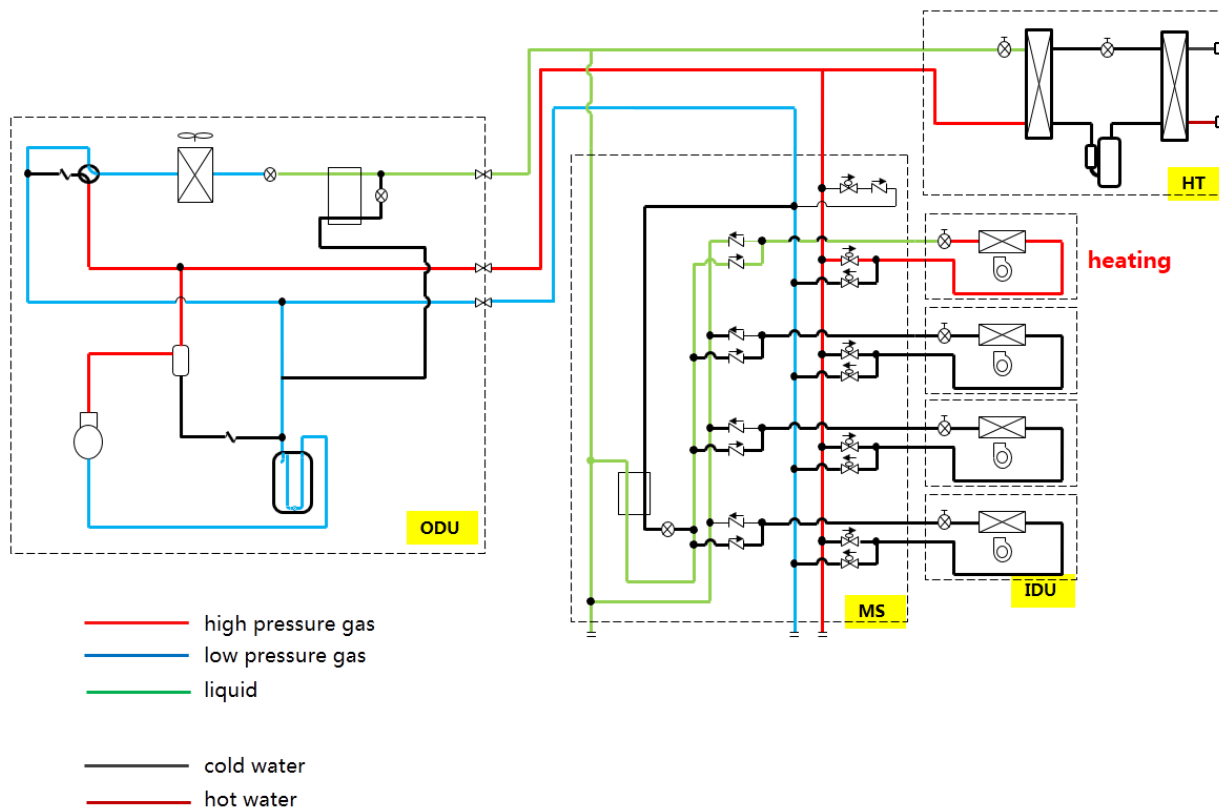 HT
heating
ODU
IDU
MS
high pressure gas
low pressure gas
liquid
cold water
hot water